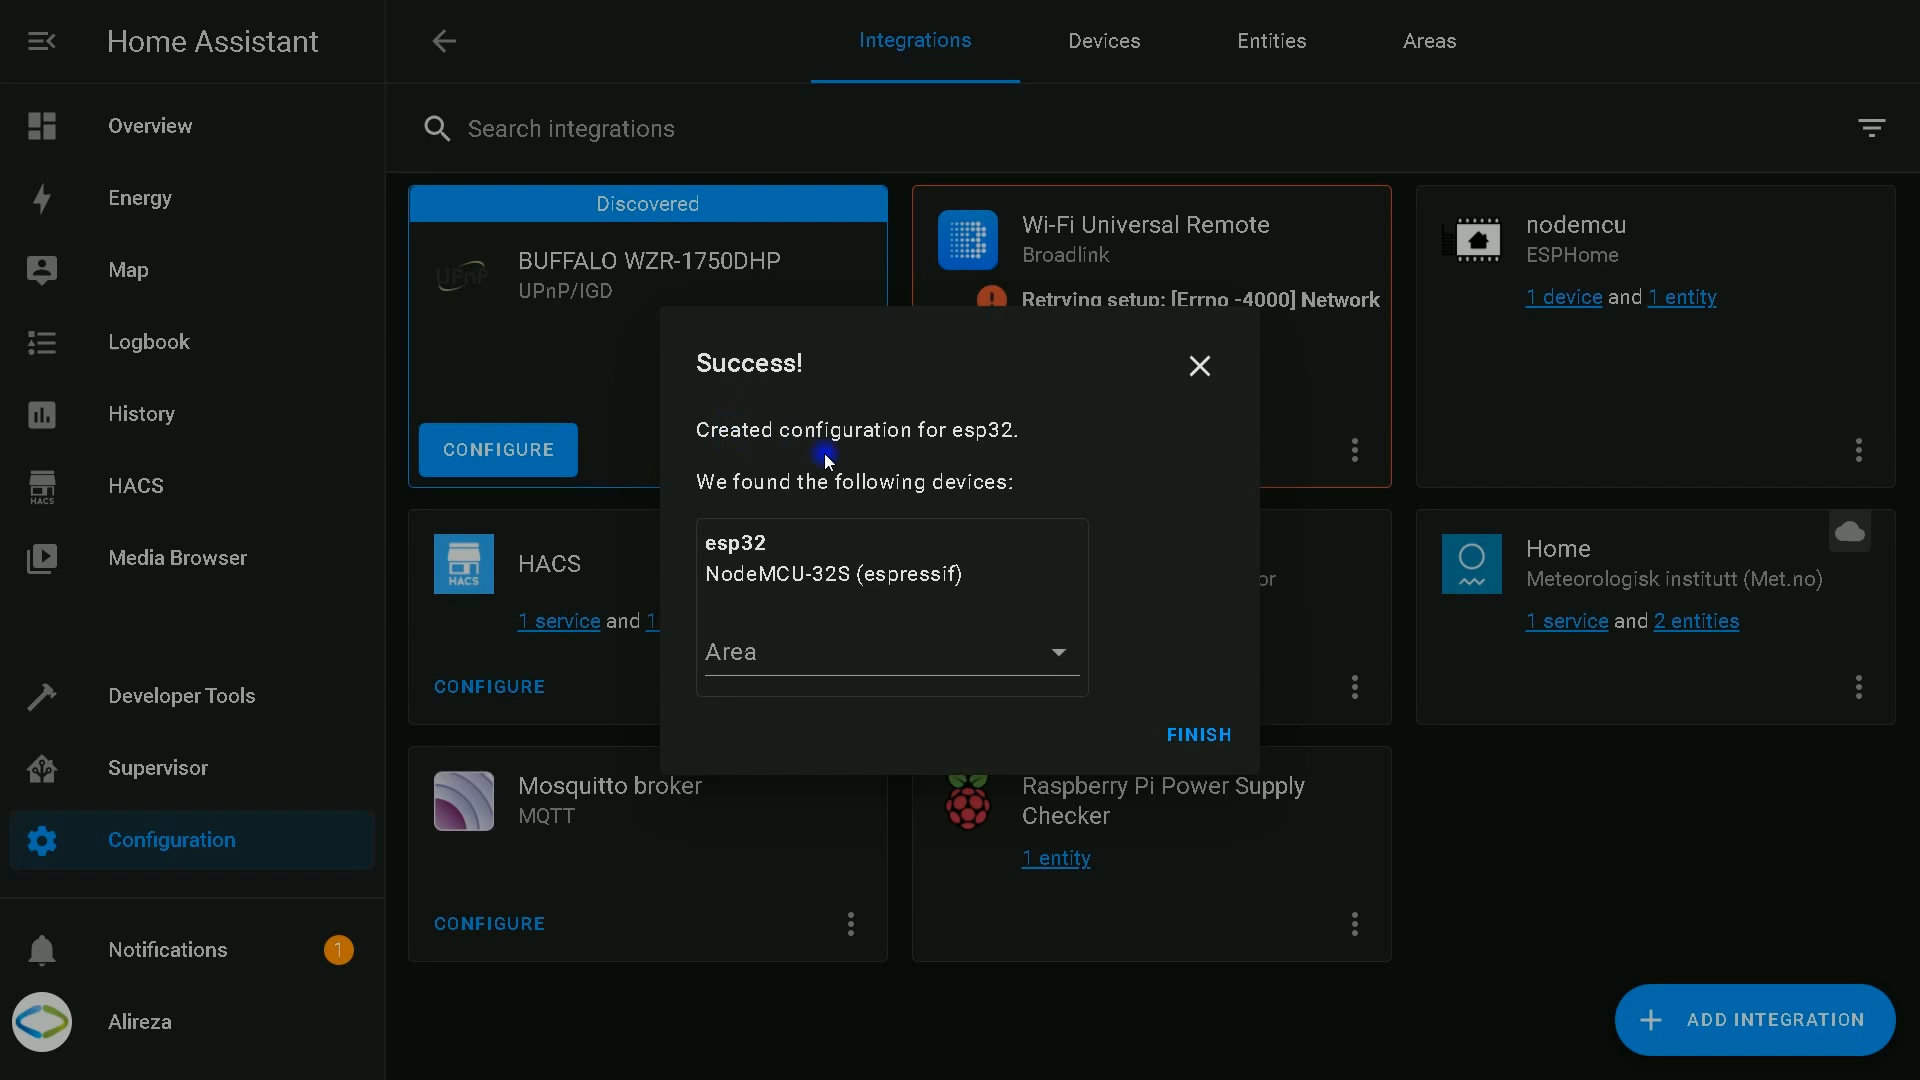 Home Assistant
Integrations
Devices
Entities
Areas
Search integrations
Overview
Energy
Map
Logbook
History
HACS
Media Browser
Developer Tools
Supervisor
Configuration
Notifications
1
Alireza
Discovered
UPnP
BUFFALO WZR-1750DHP
UPnP/IGD
CONFIGURE
Wi-Fi Universal Remote
Broadlink
Retrying setup: [Errno -4000] Network
nodemcu
ESPHome
1 device and 1 entity
Success!
Created configuration for esp32.
We found the following devices:
esp32
NodeMCU-32S (espressif)
Area
FINISH
HACS
HACS
1 service and 1
CONFIGURE
or
Home
Meteorologisk institutt (Met.no)
1 service and 2 entities
Mosquitto broker
MQTT
CONFIGURE
Raspberry Pi Power Supply
Checker
1 entity
ADD INTEGRATION
HACS